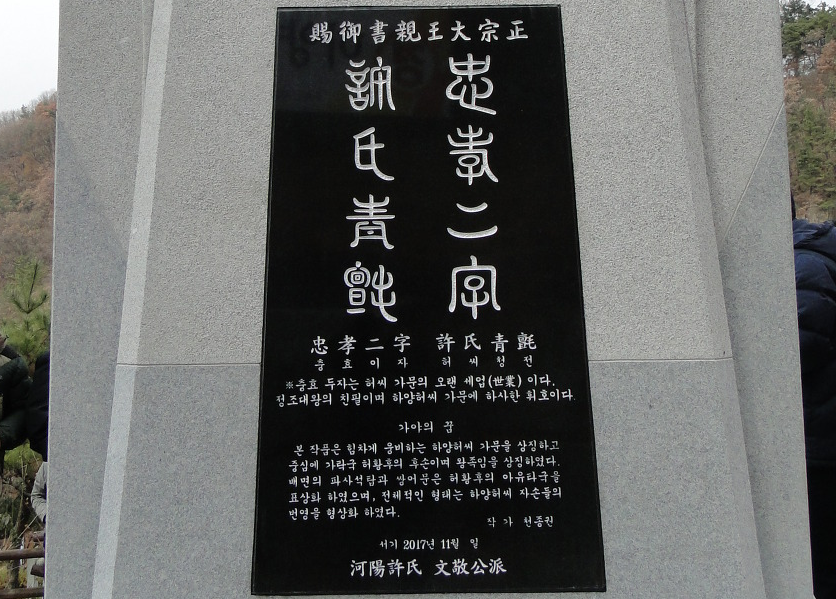 賜御書親王大宗正
忠孝二字
許氏青氈
忠孝二字 許氏青氈
충효이자 허씨청전
※충효 두자는 허씨 가문의 오랜 세업(世業)이다.
정조대왕의 친필이며 하양허씨 가문에 하사한 휘호이다.
가야의 꿈
본 작품은 힘차게 웅비하는 하양허씨 가문을 상징하고
중심에 가락국 허황후의 후손이며 왕족임을 상징하였다.
배면의 파사석탑과 쌍어문은 허황후의 아유타국을
표상화 하였으며, 전체적인 형태는 하양허씨 자손들의
번영을 형상화 하였다.
작가 천종권
서기 2017년 11월 일
河陽許氏 文敬公派